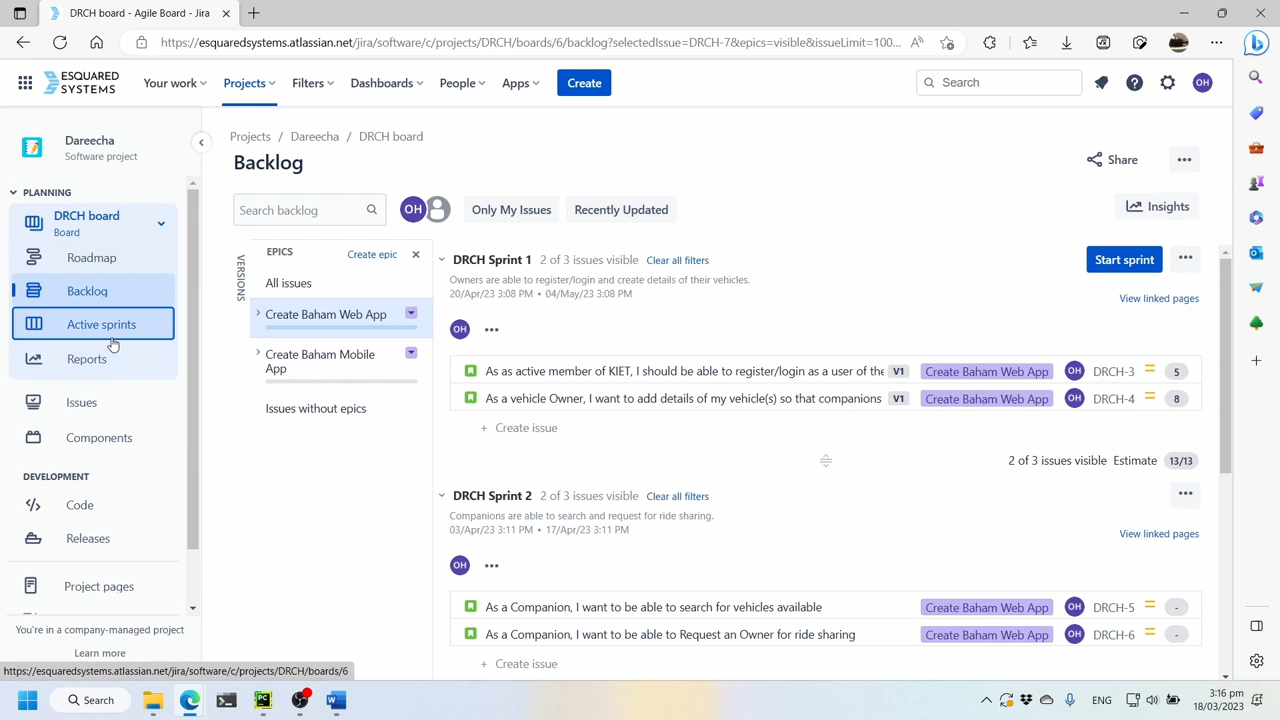 DRCH board - Agile Board - Jira
https://esquaredsystems.atlassian.net/jira/software/c/projects/DRCH/boards/6/backlog?selectedIssue=DRCH-7&epics=visible&issueLimit=100...
ESQUARED SYSTEMS
Your work
Projects
Filters
Dashboards
People
Apps
Create
Search
OH
Dareecha
Software project
PLANNING
DRCH board
Board
Roadmap
Backlog
Active sprints
Reports
Issues
Components
DEVELOPMENT
Code
Releases
Project pages
You're in a company-managed project
Learn more
https://esquaredsystems.atlassian.net/jira/software/c/projects/DRCH/boards/6
Projects / Dareecha / DRCH board
Backlog
Share
Search backlog
OH
Only My Issues
Recently Updated
Insights
VERSIONS
EPICS
Create epic
All issues
Create Baham Web App
Create Baham Mobile
App
Issues without epics
DRCH Sprint 1 2 of 3 issues visible Clear all filters
Start sprint
Owners are able to register/login and create details of their vehicles.
20/Apr/23 3:08 PM • 04/May/23 3:08 PM
View linked pages
OH
As as active member of KIET, I should be able to register/login as a user of the V1 Create Baham Web App OH DRCH-3 5
As a vehicle Owner, I want to add details of my vehicle(s) so that companions V1 Create Baham Web App OH DRCH-4 8
+ Create issue
2 of 3 issues visible Estimate 13/13
DRCH Sprint 2 2 of 3 issues visible Clear all filters
Companions are able to search and request for ride sharing.
03/Apr/23 3:11 PM • 17/Apr/23 3:11 PM
View linked pages
OH
As a Companion, I want to be able to search for vehicles available Create Baham Web App OH DRCH-5 -
As a Companion, I want to be able to Request an Owner for ride sharing Create Baham Web App OH DRCH-6 -
+ Create issue
Search
ENG
3:16 pm
18/03/2023